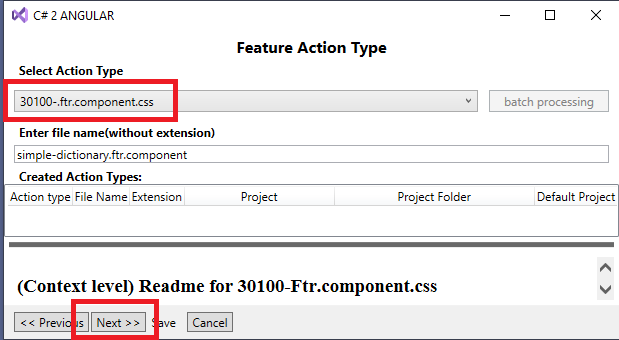 C# 2 ANGULAR
Feature Action Type
Select Action Type
30100-.ftr.component.css
batch processing
Enter file name(without extension)
simple-dictionary.ftr.component
Created Action Types:
Action type File Name Extension Project Project Folder Default Project
(Context level) Readme for 30100-Ftr.component.css
<< Previous Next >> Save Cancel